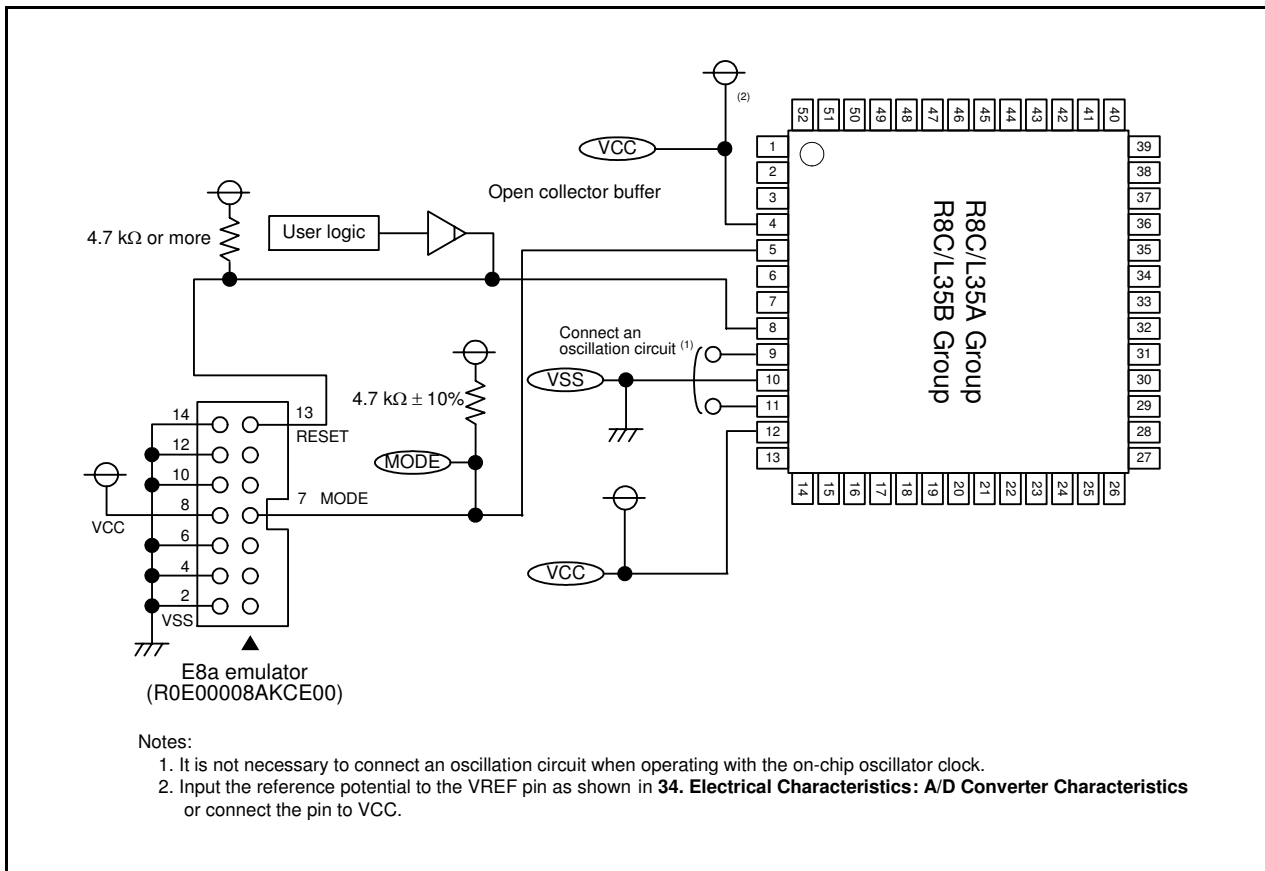 (2)
52
51
50
49
48
47
46
45
44
43
42
41
40
VCC
1
2
3
4
5
6
7
8
9
10
11
12
13
39
38
37
36
35
34
33
32
31
30
29
28
27
R8C/L35A Group
R8C/L35B Group
14
15
16
17
18
19
20
21
22
23
24
25
26
Open collector buffer
User logic
4.7 kΩ or more
Connect an
oscillation circuit (1)
VSS
4.7 kΩ ± 10%
MODE
VCC
14
13
RESET
12
10
7 MODE
8
VCC
6
4
2
VSS
E8a emulator
(R0E00008AKCE00)
Notes:
1. It is not necessary to connect an oscillation circuit when operating with the on-chip oscillator clock.
2. Input the reference potential to the VREF pin as shown in 34. Electrical Characteristics: A/D Converter Characteristics
or connect the pin to VCC.